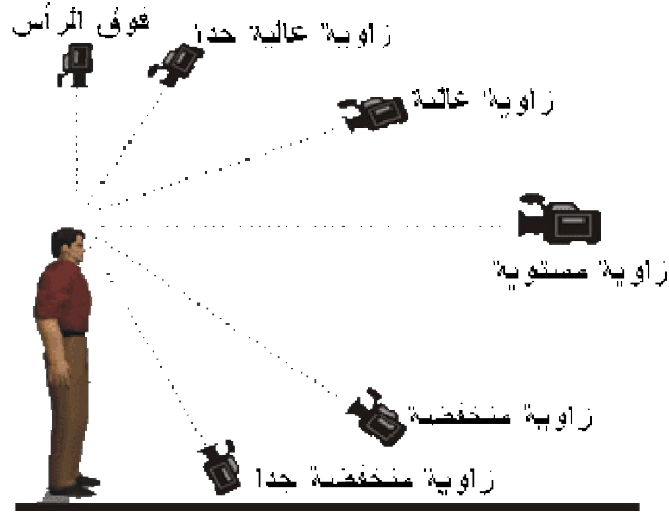 فوق الرأس
زاوية عالية جدا
زاوية عالية
زاوية مستوية
زاوية منخفضة
زاوية منخفضة جدا